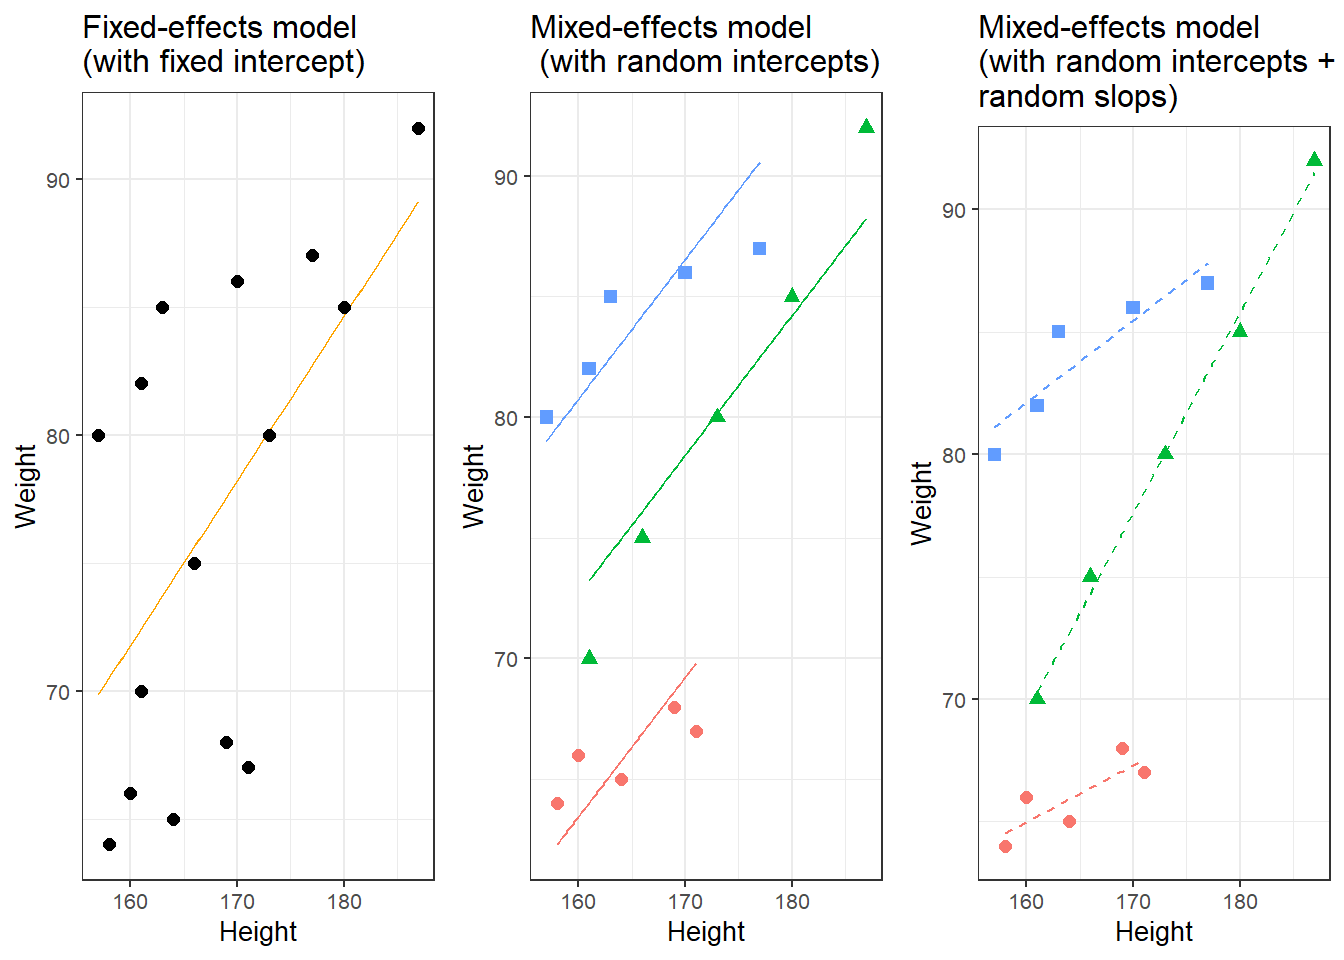 Fixed-effects model
(with fixed intercept)
90
80
70
Weight
160 170 180
Height
Mixed-effects model
(with random intercepts)
90
80
70
Weight
160 170 180
Height
Mixed-effects model
(with random intercepts +
random slops)
90
80
70
Weight
160 170 180
Height